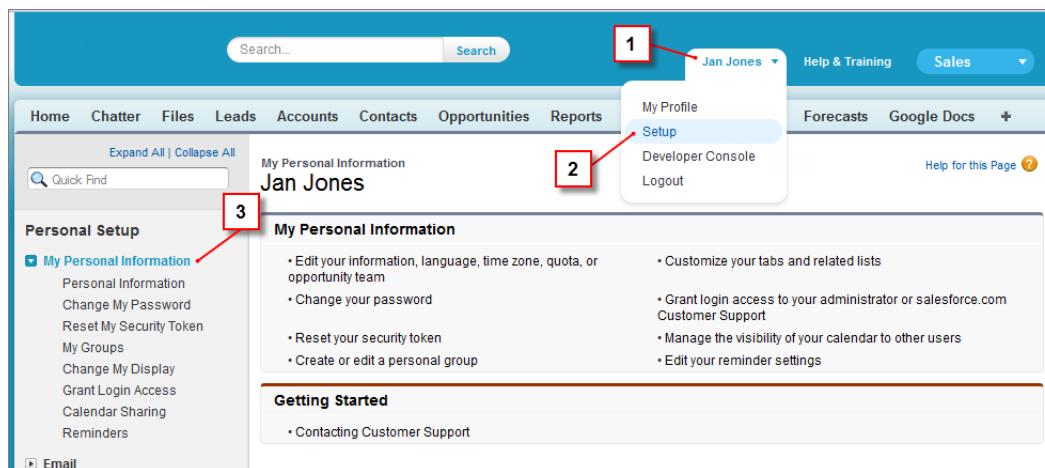 Search...
Search
1
Jan Jones
Help & Training
Sales
Home Chatter Files Leads Accounts Contacts Opportunities Reports Forecasts Google Docs +
My Profile
Setup
Developer Console
Logout
2
Expand All | Collapse All
Quick Find
My Personal Information
Jan Jones
Help for this Page ?
3
Personal Setup
My Personal Information
Personal Information
Change My Password
Reset My Security Token
My Groups
Change My Display
Grant Login Access
Calendar Sharing
Reminders
Email
My Personal Information
• Edit your information, language, time zone, quota, or
opportunity team
• Change your password
• Reset your security token
• Create or edit a personal group
• Customize your tabs and related lists
• Grant login access to your administrator or salesforce.com
Customer Support
• Manage the visibility of your calendar to other users
• Edit your reminder settings
Getting Started
• Contacting Customer Support